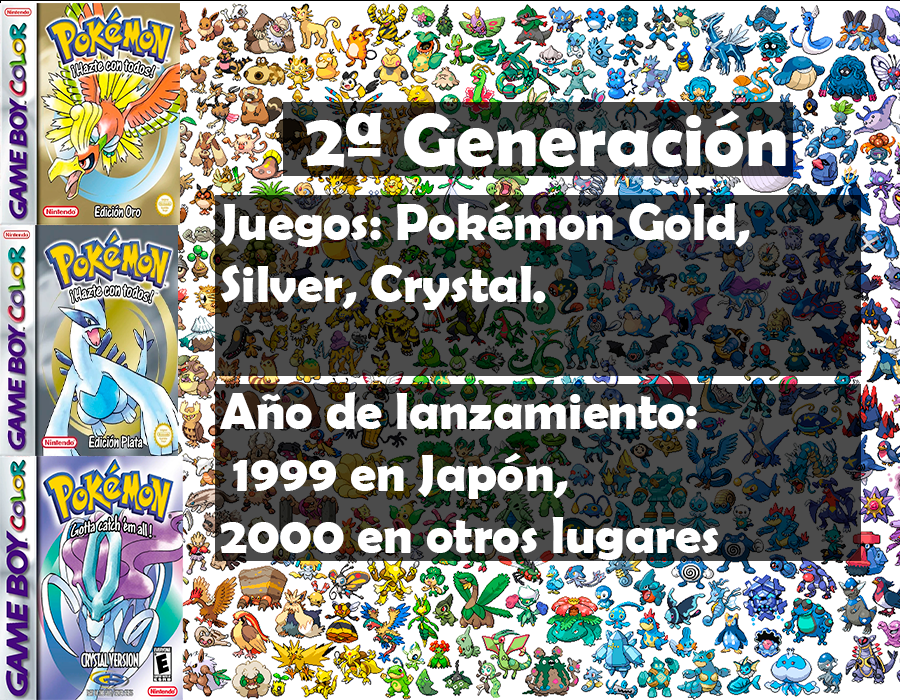 Nintendo
GAME BOY COLOR
POKéMON
¡Hazte con todos!
Nintendo
Edición Oro
2ª Generación
Juegos: Pokémon Gold,
Silver, Crystal.
Nintendo
GAME BOY COLOR
POKéMON
¡Hazte con todos!
Nintendo
Edición Plata
Año de lanzamiento:
1999 en Japón,
2000 en otros lugares
GAME BOY COLOR
POKéMON
Gotta catch 'em all!
CRYSTAL VERSION
EVERYONE
E
Nintendo